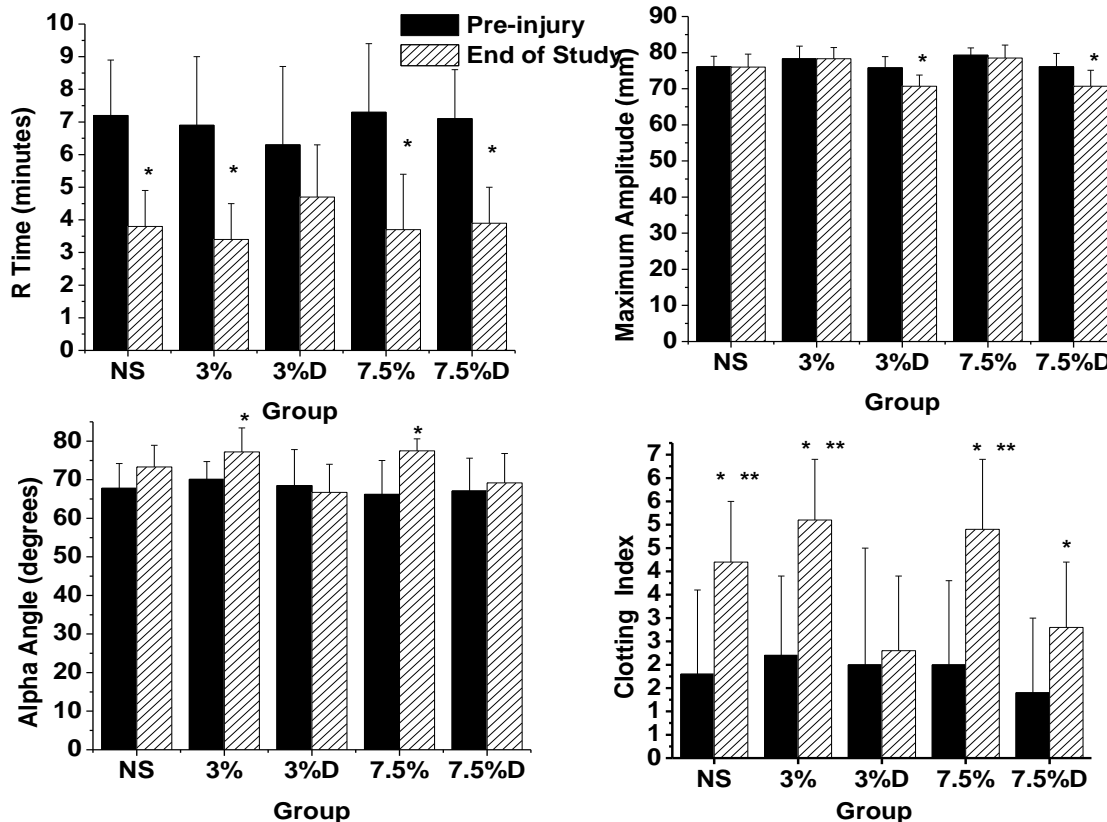 R Time (minutes)
10
9
8
7
6
5
4
3
2
1
0
Pre-injury
End of Study
*
*
*
*
NS
3%
3%D
7.5%
7.5%D
Group
Maximum Amplitude (mm)
90
80
70
60
50
40
30
20
10
0
*
*
NS
3%
3%D
7.5%
7.5%D
Group
Alpha Angle (degrees)
80
70
60
50
40
30
20
10
0
*
*
NS
3%
3%D
7.5%
7.5%D
Group
Clotting Index
7
6
6
5
5
4
4
3
3
2
2
1
1
0
* **
* **
* **
*
NS
3%
3%D
7.5%
7.5%D
Group